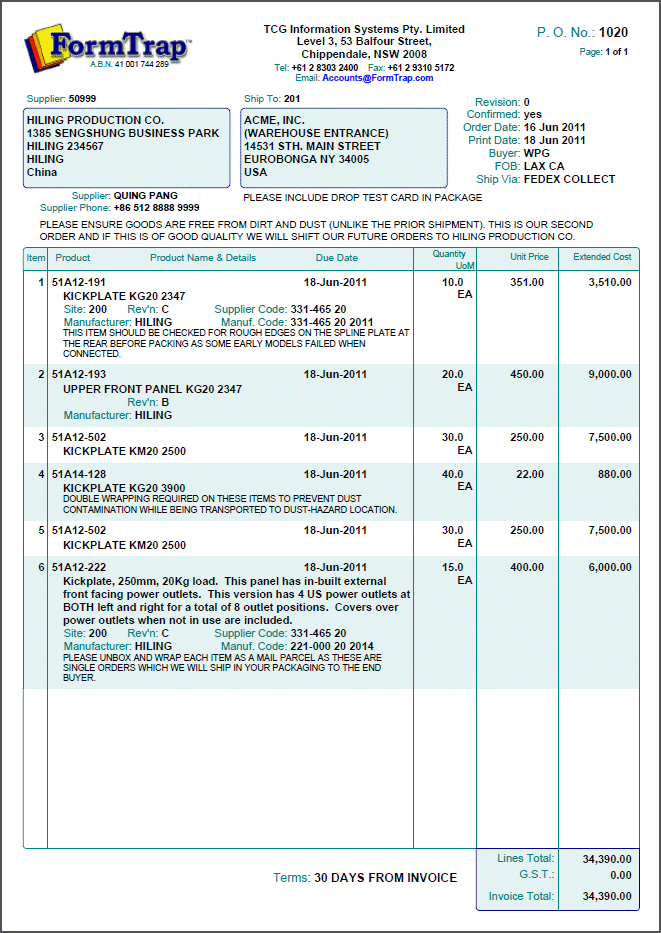 FormTrap™
A.B.N. 41 001 744 289
TCG Information Systems Pty. Limited
Level 3, 53 Balfour Street,
Chippendale, NSW 2008
Tel: +61 2 8303 2400 Fax: +61 2 9310 5172
Email: Accounts@FormTrap.com
P. O. No.: 1020
Page: 1 of 1
Supplier: 50999
HILING PRODUCTION CO.
1385 SENGSHUNG BUSINESS PARK
HILING 234567
HILING
China
Ship To: 201
ACME, INC.
(WAREHOUSE ENTRANCE)
14531 STH. MAIN STREET
EUROBONGA NY 34005
USA
Revision: 0
Confirmed: yes
Order Date: 16 Jun 2011
Print Date: 18 Jun 2011
Buyer: WPG
FOB: LAX CA
Ship Via: FEDEX COLLECT
Supplier: QUING PANG
Supplier Phone: +86 512 8888 9999
PLEASE INCLUDE DROP TEST CARD IN PACKAGE
PLEASE ENSURE GOODS ARE FREE FROM DIRT AND DUST (UNLIKE THE PRIOR SHIPMENT). THIS IS OUR SECOND
ORDER AND IF THIS IS OF GOOD QUALITY WE WILL SHIFT OUR FUTURE ORDERS TO HILING PRODUCTION CO.
Item Product Product Name & Details Due Date Quantity UoM Unit Price Extended Cost
1 51A12-191 18-Jun-2011 10.0 351.00 3,510.00
KICKPLATE KG20 2347 EA
Site: 200 Rev'n: C Supplier Code: 331-465 20
Manufacturer: HILING Manuf. Code: 331-465 20 2011
THIS ITEM SHOULD BE CHECKED FOR ROUGH EDGES ON THE SPLINE PLATE AT
THE REAR BEFORE PACKING AS SOME EARLY MODELS FAILED WHEN
CONNECTED.
2 51A12-193 18-Jun-2011 20.0 450.00 9,000.00
UPPER FRONT PANEL KG20 2347 EA
Rev'n: B
Manufacturer: HILING
3 51A12-502 18-Jun-2011 30.0 250.00 7,500.00
KICKPLATE KM20 2500 EA
4 51A14-128 18-Jun-2011 40.0 22.00 880.00
KICKPLATE KG20 3900 EA
DOUBLE WRAPPING REQUIRED ON THESE ITEMS TO PREVENT DUST
CONTAMINATION WHILE BEING TRANSPORTED TO DUST-HAZARD LOCATION.
5 51A12-502 18-Jun-2011 30.0 250.00 7,500.00
KICKPLATE KM20 2500 EA
6 51A12-222 18-Jun-2011 15.0 400.00 6,000.00
Kickplate, 250mm, 20Kg load. This panel has in-built external EA
front facing power outlets. This version has 4 US power outlets at
BOTH left and right for a total of 8 outlet positions. Covers over
power outlets when not in use are included.
Site: 200 Rev'n: C Supplier Code: 331-465 20
Manufacturer: HILING Manuf. Code: 221-000 20 2014
PLEASE UNBOX AND WRAP EACH ITEM AS A MAIL PARCEL AS THESE ARE
SINGLE ORDERS WHICH WE WILL SHIP IN YOUR PACKAGING TO THE END
BUYER.
Terms: 30 DAYS FROM INVOICE
Lines Total: 34,390.00
G.S.T.: 0.00
Invoice Total: 34,390.00